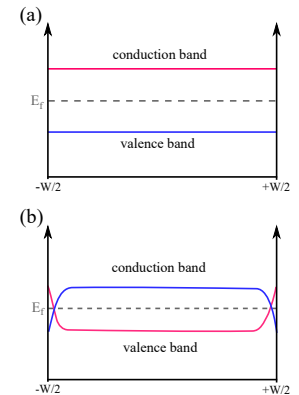 (a)
conduction band
E_f
valence band
-W/2 +W/2
(b)
conduction band
E_f
valence band
-W/2 +W/2